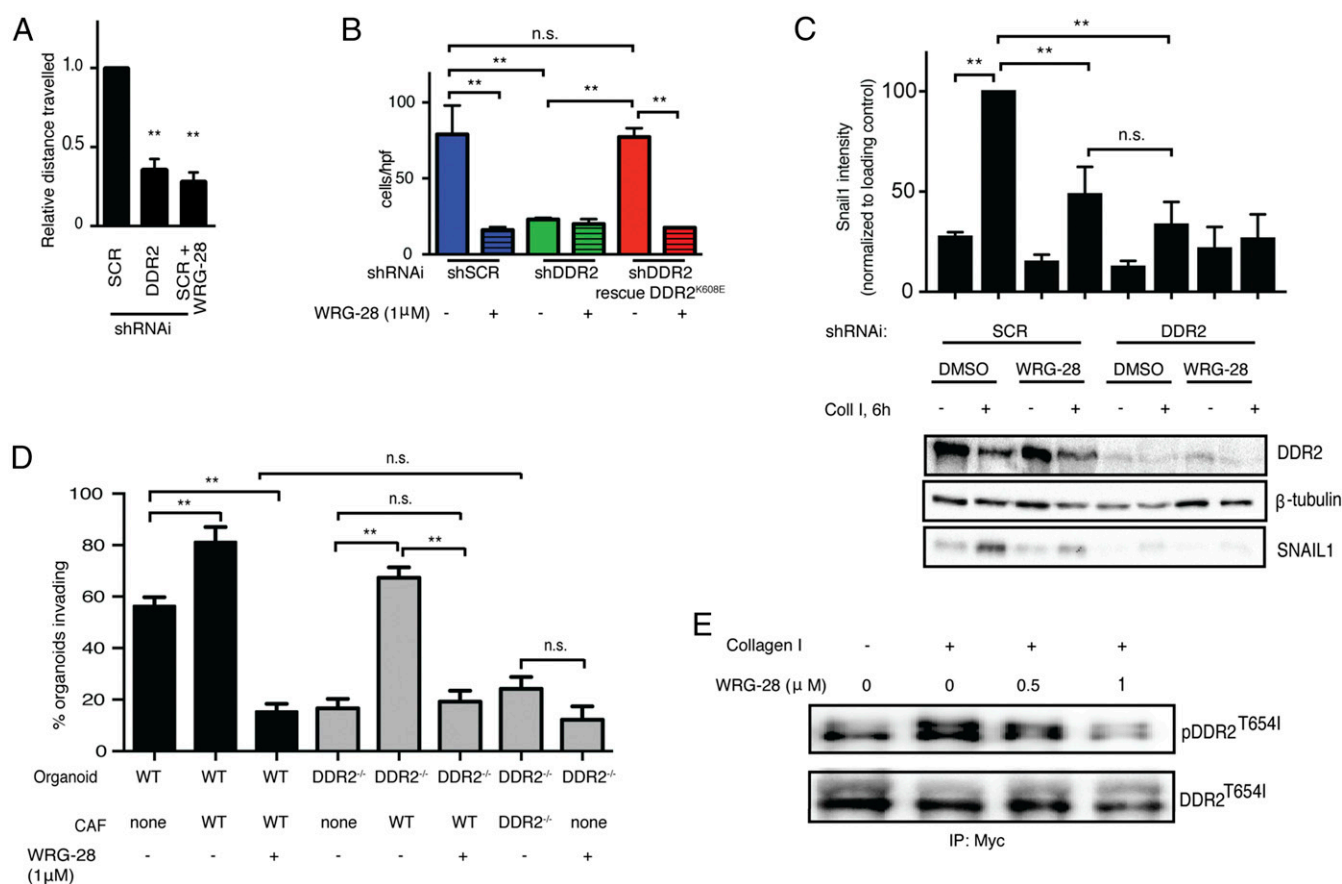 A
Relative distance travelled
1.0
0.5
0
** **
SCR
DDR2
SCR +
WRG-28
shRNAi
B
n.s.
**
** ** **
cells/hpf
100
50
0
shRNAi shSCR shDDR2 shDDR2
rescue DDR2K608E
WRG-28 (1μM) - + - + - +
C
**
** **
n.s.
Snail1 intensity
(normalized to loading control)
100
50
0
shRNAi: SCR DDR2
DMSO WRG-28 DMSO WRG-28
Coll I, 6h - + - + - + - +
DDR2
β-tubulin
SNAIL1
D
n.s.
** n.s.
** ** **
n.s.
% organoids invading
100
80
60
40
20
0
Organoid WT WT WT DDR2-/- DDR2-/- DDR2-/- DDR2-/- DDR2-/-
CAF none WT WT none WT WT DDR2-/- none
WRG-28 - - + - - + - +
(1μM)
E
Collagen I - + + +
WRG-28 (μ M) 0 0 0.5 1
pDDR2T654I
DDR2T654I
IP: Myc